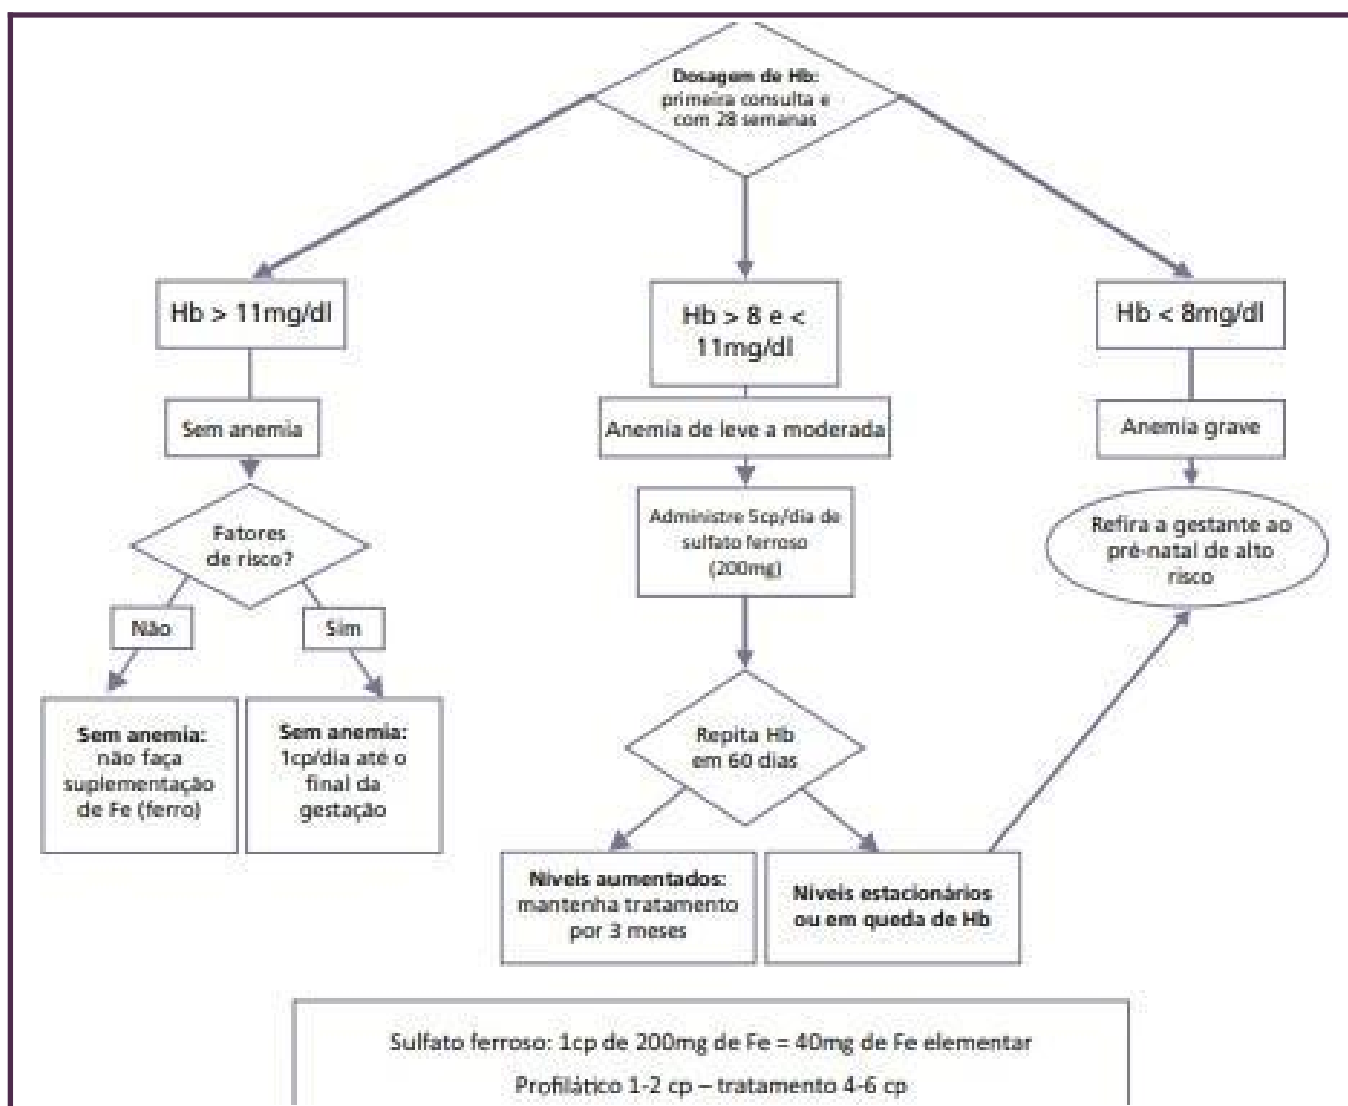 Dosagem de Hb:
primeira consulta e
com 28 semanas
Hb > 11mg/dl
Hb > 8 e <
11mg/dl
Hb < 8mg/dl
Sem anemia
Anemia de leve a moderada
Anemia grave
Fatores
de risco?
Administre 5cp/dia de
sulfato ferroso
(200mg)
Refira a gestante ao
pré-natal de alto
risco
Não
Sim
Sem anemia:
não faça
suplementação
de Fe (ferro)
Sem anemia:
1cp/dia até o
final da
gestação
Repita Hb
em 60 dias
Níveis aumentados:
mantenha tratamento
por 3 meses
Níveis estacionários
ou em queda de Hb
Sulfato ferroso: 1cp de 200mg de Fe = 40mg de Fe elementar
Profilático 1-2 cp – tratamento 4-6 cp